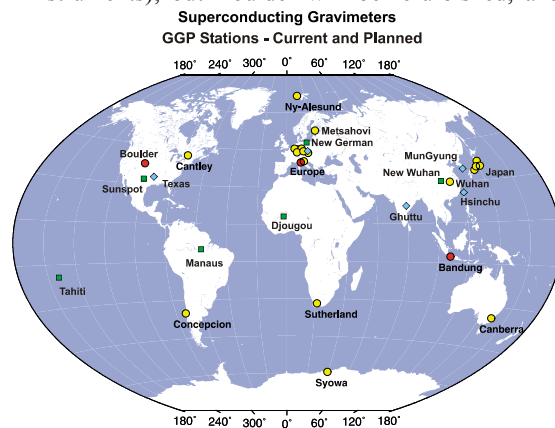 Superconducting Gravimeters
GGP Stations - Current and Planned
180° 240° 300° 0° 60° 120° 180°
Ny-Alesund
Metsahovi
New German
Boulder
Cantley
Europe
MunGyung
Japan
New Wuhan
Wuhan
Sunspot
Texas
Hsinchu
Ghuttu
Djougou
Manaus
Bandung
Tahiti
Concepcion
Sutherland
Canberra
Syowa
180° 240° 300° 0° 60° 120° 180°